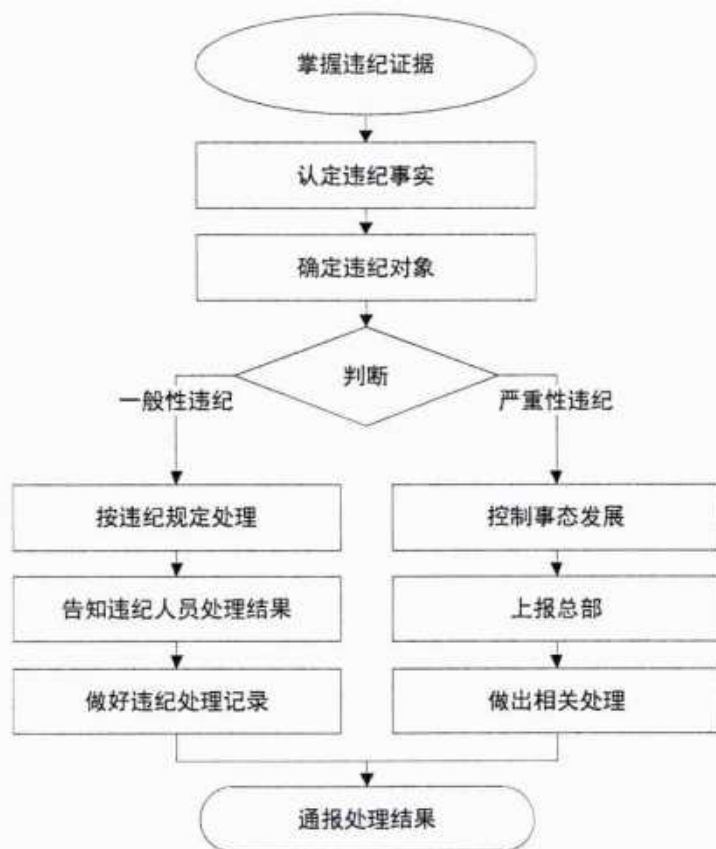 掌握违纪证据
认定违纪事实
确定违纪对象
判断
一般性违纪
严重性违纪
按违纪规定处理
控制事态发展
告知违纪人员处理结果
上报总部
做好违纪处理记录
做出相关处理
通报处理结果